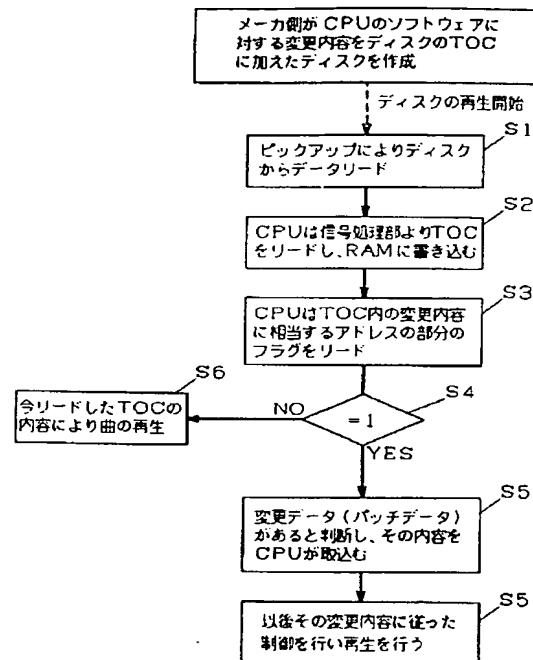 メーカ側がCPUのソフトウェアに
対する変更内容をディスクのTOC
に加えたディスクを作成
ディスクの再生開始
S1
ピックアップによりディスク
からデータリード
S2
CPUは信号処理部よりTOC
をリードし、RAMに書き込む
S3
CPUはTOC内の変更内容
に相当するアドレスの部分の
フラグをリード
S6
S4
今リードしたTOCの
内容により曲の再生
NO
=1
YES
S5
変更データ(パッチデータ)
があると判断し、その内容を
CPUが取込む
S5
以後その変更内容に従った
制御を行い再生を行う